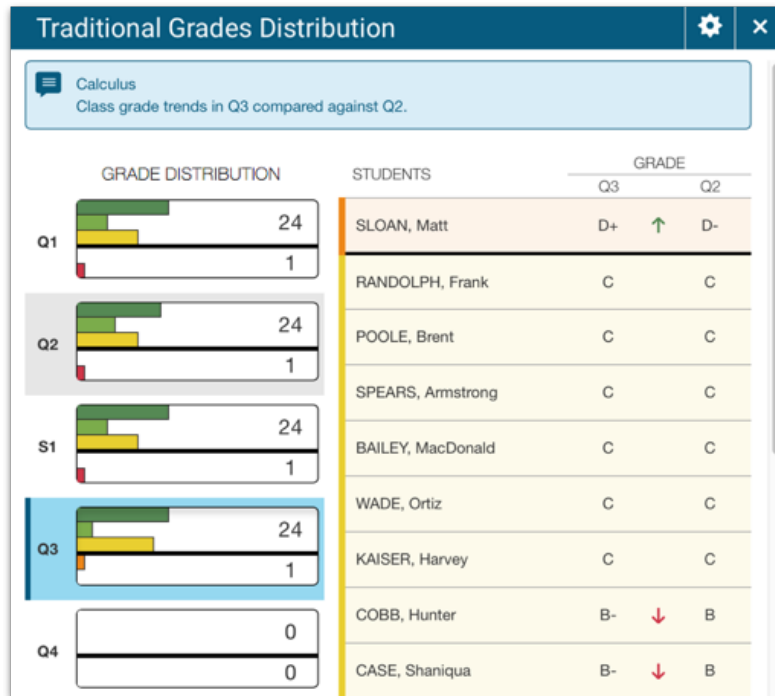 Traditional Grades Distribution
Calculus
Class grade trends in Q3 compared against Q2.
GRADE DISTRIBUTION
Q1
24
1
Q2
24
1
S1
24
1
Q3
24
1
Q4
0
0
STUDENTS
GRADE
Q3 Q2
SLOAN, Matt D+ ↑ D-
RANDOLPH, Frank C C
POOLE, Brent C C
SPEARS, Armstrong C C
BAILEY, MacDonald C C
WADE, Ortiz C C
KAISER, Harvey C C
COBB, Hunter B- ↓ B
CASE, Shaniqua B- ↓ B